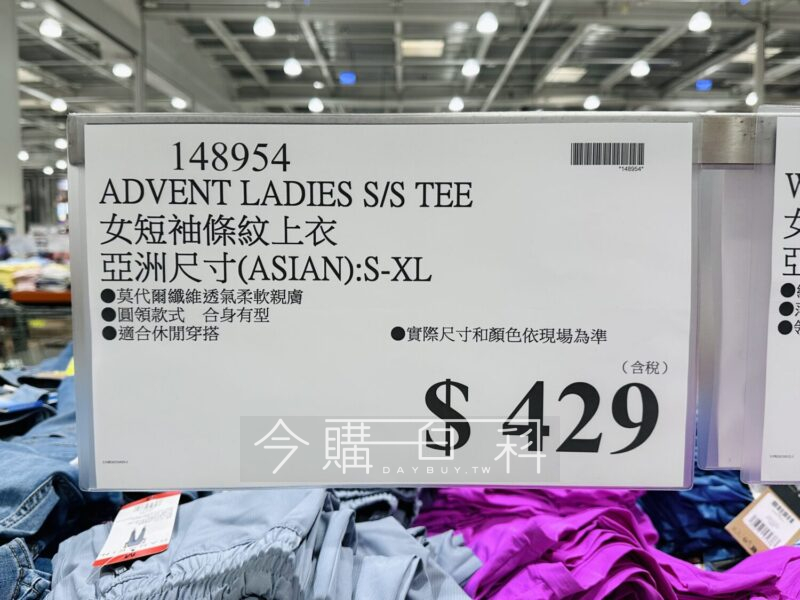 148954
*148954*
ADVENT LADIES S/S TEE
女短袖條紋上衣
亞洲尺寸(ASIAN):S-XL
●莫代爾纖維透氣柔軟親膚
●圓領款式 合身有型
●適合休閒穿搭
●實際尺寸和顏色依現場為準
(含稅)
$ 429
今購百科
DAYBUY.TW